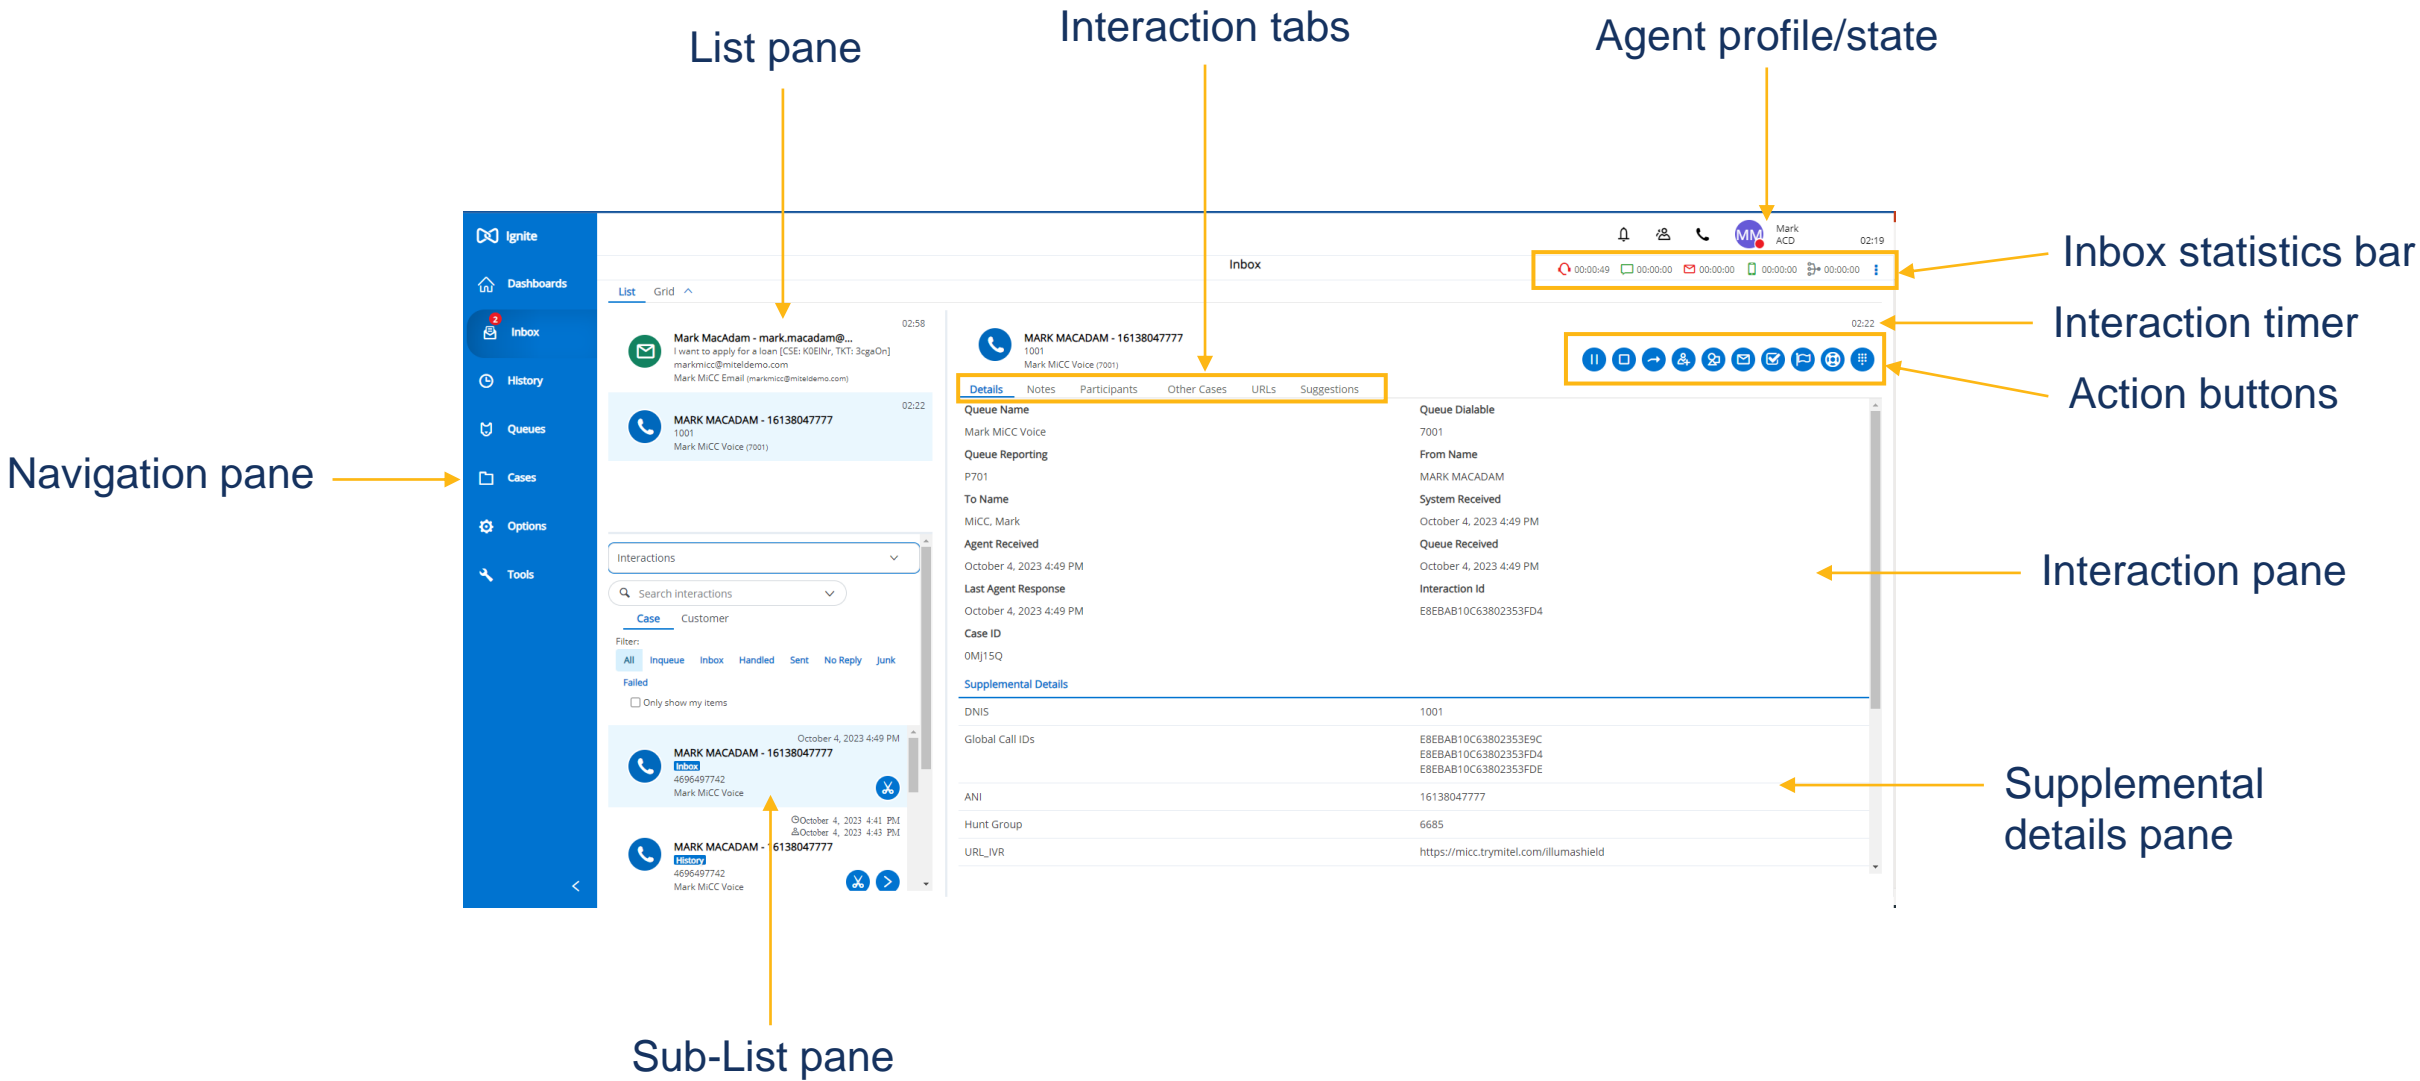 Interaction tabs
List pane
Agent profile/state
Navigation pane
Ignite
Dashboards
2
Inbox
History
Queues
Cases
Options
Tools
MM
Mark
ACD
02:19
Inbox
00:00:49 00:00:00 00:00:00 00:00:00 00:00:00
Inbox statistics bar
List Grid
02:58
Mark MacAdam - mark.macadam@...
I want to apply for a loan [CSE: K0EINr, TKT: 3cgaOn]
markmicc@miteldemo.com
Mark MiCC Email (markmicc@miteldemo.com)
02:22
MARK MACADAM - 16138047777
1001
Mark MiCC Voice (7001)
Interactions
Search interactions
Case Customer
Filter:
All Inqueue Inbox Handled Sent No Reply Junk
Failed
Only show my items
October 4, 2023 4:49 PM
MARK MACADAM - 16138047777
Inbox
4696497742
Mark MiCC Voice
October 4, 2023 4:41 PM
October 4, 2023 4:43 PM
MARK MACADAM - 16138047777
History
4696497742
Mark MiCC Voice
Sub-List pane
02:22
Interaction timer
MARK MACADAM - 16138047777
1001
Mark MiCC Voice (7001)
Action buttons
Details Notes Participants Other Cases URLs Suggestions
Queue Name Queue Dialable
Mark MiCC Voice 7001
Queue Reporting From Name
P701 MARK MACADAM
To Name System Received
MiCC, Mark October 4, 2023 4:49 PM
Agent Received Queue Received
October 4, 2023 4:49 PM October 4, 2023 4:49 PM
Last Agent Response Interaction Id
October 4, 2023 4:49 PM E8EBAB10C63802353FD4
Case ID
0Mj15Q
Interaction pane
Supplemental Details
DNIS 1001
Global Call IDs E8EBAB10C63802353E9C
E8EBAB10C63802353FD4
E8EBAB10C63802353FDE
ANI 16138047777
Hunt Group 6685
URL_IVR https://micc.trymitel.com/illumashield
Supplemental
details pane